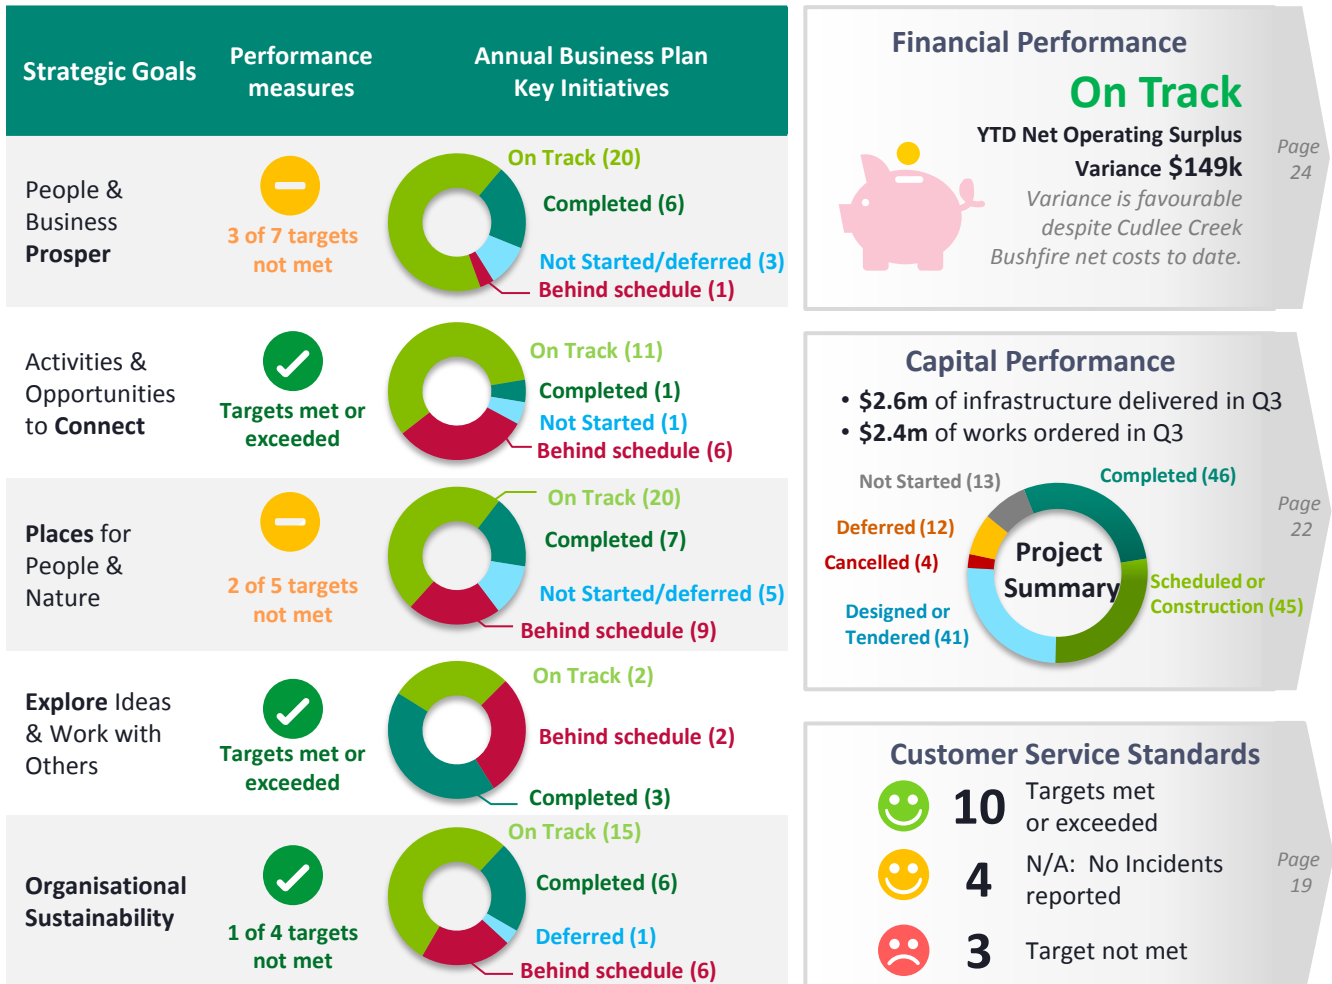 Strategic Goals
Performance
measures
Annual Business Plan
Key Initiatives
People &
Business
Prosper
3 of 7 targets
not met
On Track (20)
Completed (6)
Not Started/deferred (3)
Behind schedule (1)
Activities &
Opportunities
to Connect
Targets met or
exceeded
On Track (11)
Completed (1)
Not Started (1)
Behind schedule (6)
Places for
People &
Nature
2 of 5 targets
not met
On Track (20)
Completed (7)
Not Started/deferred (5)
Behind schedule (9)
Explore Ideas
& Work with
Others
Targets met or
exceeded
On Track (2)
Behind schedule (2)
Completed (3)
Organisational
Sustainability
1 of 4 targets
not met
On Track (15)
Completed (6)
Deferred (1)
Behind schedule (6)
Financial Performance
On Track
YTD Net Operating Surplus
Variance $149k
Variance is favourable
despite Cudlee Creek
Bushfire net costs to date.
Page
24
Capital Performance
• $2.6m of infrastructure delivered in Q3
• $2.4m of works ordered in Q3
Not Started (13)
Completed (46)
Deferred (12)
Cancelled (4)
Project
Summary
Scheduled or
Construction (45)
Designed or
Tendered (41)
Page
22
Customer Service Standards
10 Targets met
or exceeded
4 N/A: No Incidents
reported
3 Target not met
Page
19